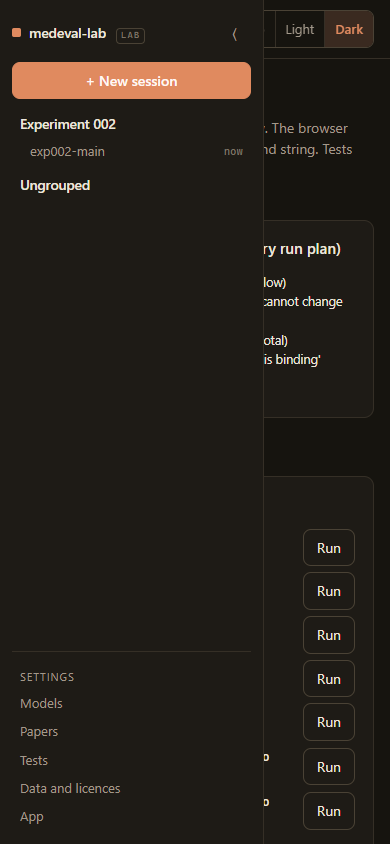 medeval-lab LAB
Light Dark
+ New session
Experiment 002
r. The browser
exp002-main now
nd string. Tests
Ungrouped
ry run plan)
low)
cannot change
otal)
is binding'
Run
Run
Run
Run
SETTINGS
Models
Run
Papers
o
Tests
Run
Data and licences
o
App
Run